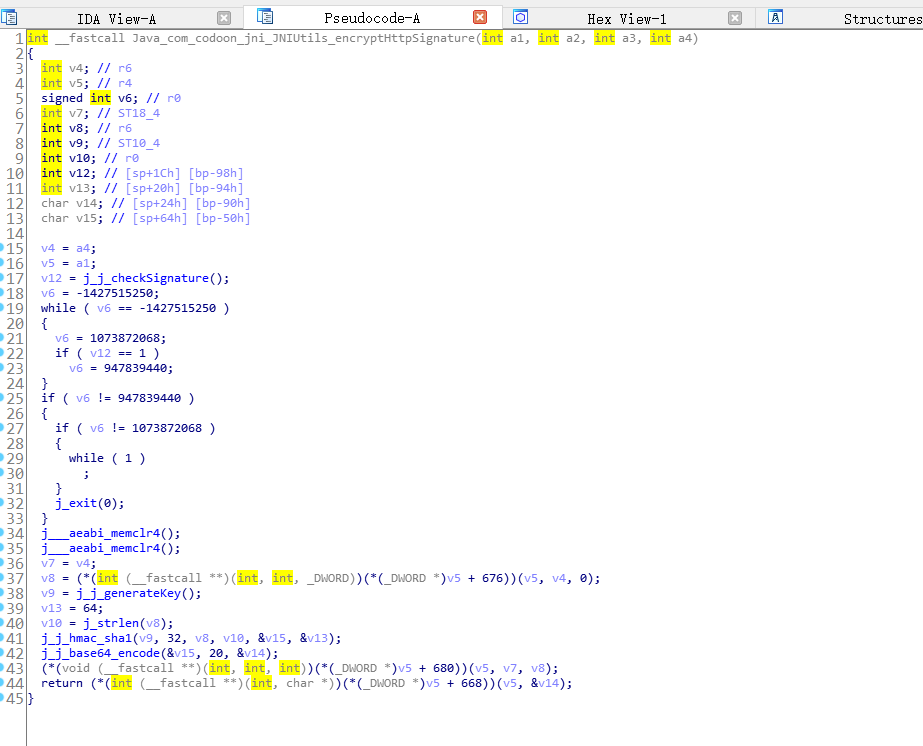 IDA View-A Pseudocode-A Hex View-1 Structures
1 int __fastcall Java_com_codoon_jni_JNIUtils_encryptHttpSignature(int a1, int a2, int a3, int a4)
2 {
3 int v4; // r6
4 int v5; // r4
5 signed int v6; // r0
6 int v7; // ST18_4
7 int v8; // r6
8 int v9; // ST10_4
9 int v10; // r0
10 int v12; // [sp+1Ch] [bp-98h]
11 int v13; // [sp+20h] [bp-94h]
12 char v14; // [sp+24h] [bp-90h]
13 char v15; // [sp+64h] [bp-50h]
14
15 v4 = a4;
16 v5 = a1;
17 v12 = j_j_checkSignature();
18 v6 = -1427515250;
19 while ( v6 == -1427515250 )
20 {
21 v6 = 1073872068;
22 if ( v12 == 1 )
23 v6 = 947839440;
24 }
25 if ( v6 != 947839440 )
26 {
27 if ( v6 != 1073872068 )
28 {
29 while ( 1 )
30 ;
31 }
32 j_exit(0);
33 }
34 j___aeabi_memclr4();
35 j___aeabi_memclr4();
36 v7 = v4;
37 v8 = (*(int (__fastcall **)(int, int, _DWORD))(*(_DWORD *)v5 + 676))(v5, v4, 0);
38 v9 = j_j_generateKey();
39 v13 = 64;
40 v10 = j_strlen(v8);
41 j_j_hmac_sha1(v9, 32, v8, v10, &v15, &v13);
42 j_j_base64_encode(&v15, 20, &v14);
43 (*(void (__fastcall **)(int, int, int))(*(_DWORD *)v5 + 680))(v5, v7, v8);
44 return (*(int (__fastcall **)(int, char *))(*(_DWORD *)v5 + 668))(v5, &v14);
45 }